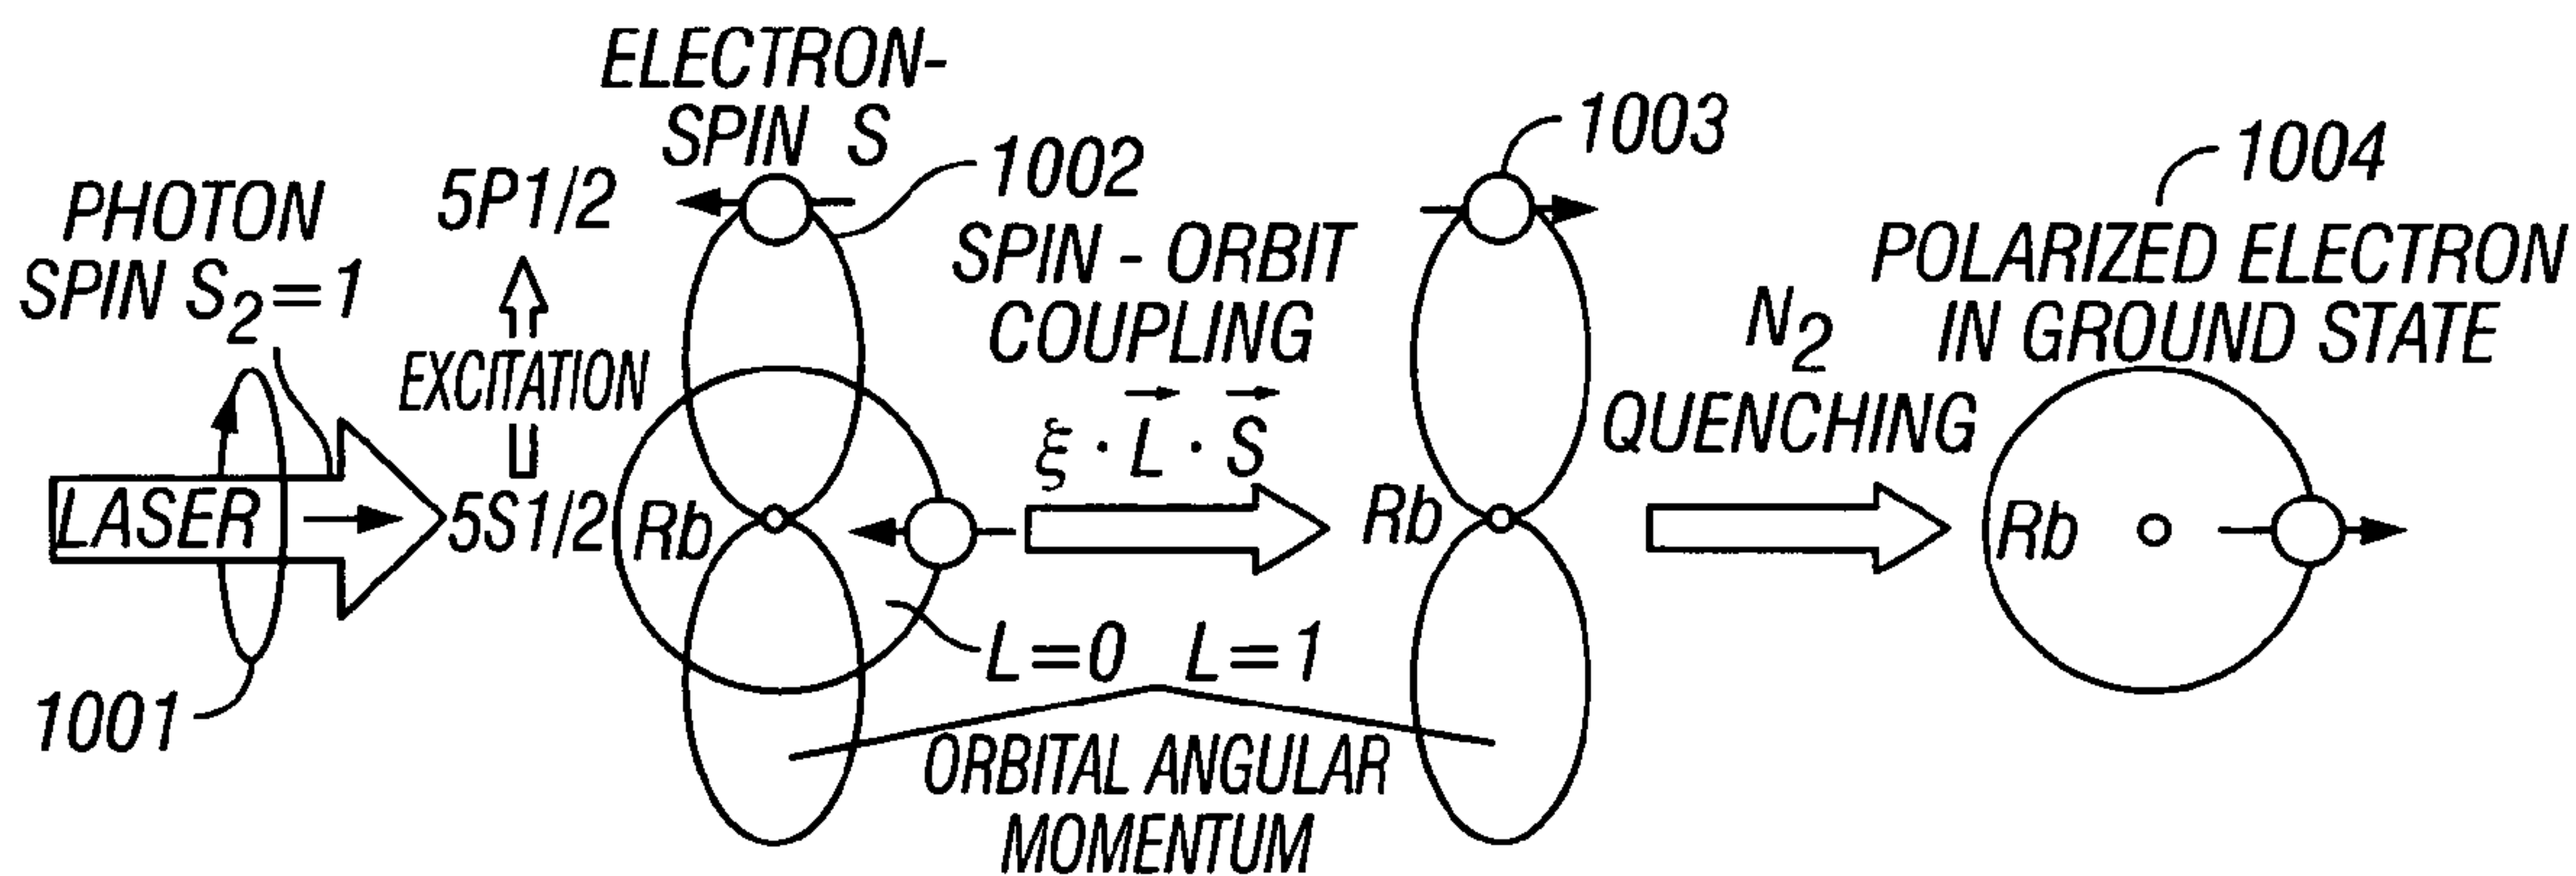 PHOTON
SPIN S2=1
LASER
1001
5P1/2
EXCITATION
5S1/2
ELECTRON-
SPIN S
1002
Rb
L=0 L=1
ORBITAL ANGULAR
MOMENTUM
SPIN - ORBIT
COUPLING
ξ · L⃗ · S⃗
1003
Rb
N2
QUENCHING
1004
POLARIZED ELECTRON
IN GROUND STATE
Rb